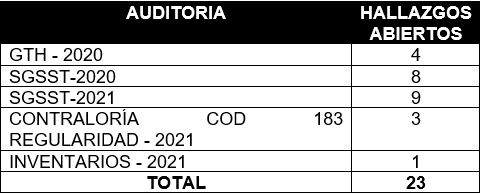 AUDITORIA HALLAZGOS ABIERTOS
GTH - 2020 4
SGSST-2020 8
SGSST-2021 9
CONTRALORÍA COD 183 3
REGULARIDAD - 2021
INVENTARIOS - 2021 1
TOTAL 23